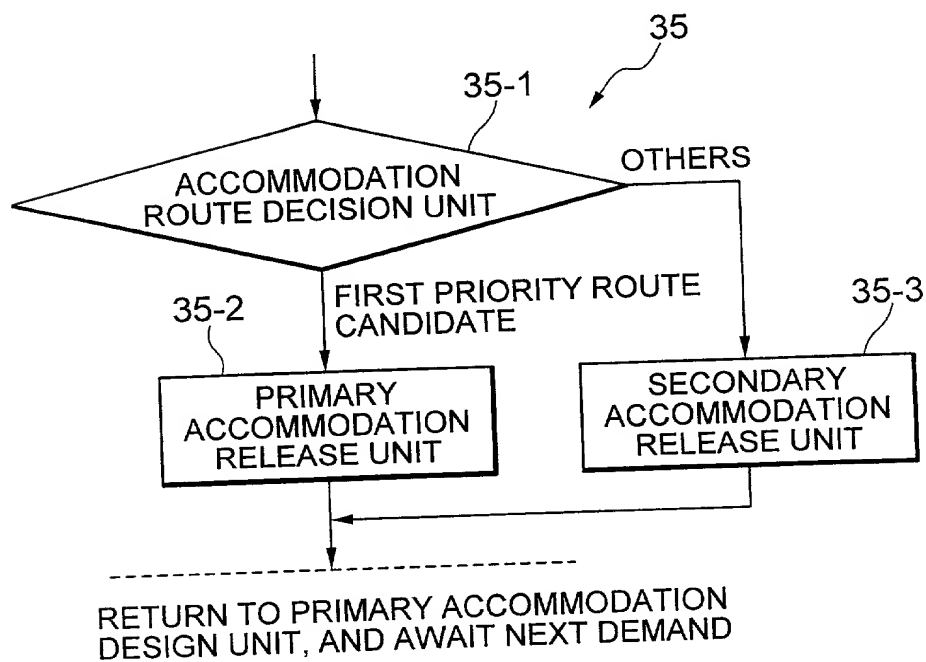 35
35-1
ACCOMMODATION
ROUTE DECISION UNIT
OTHERS
FIRST PRIORITY ROUTE
CANDIDATE
35-2
35-3
PRIMARY
ACCOMMODATION
RELEASE UNIT
SECONDARY
ACCOMMODATION
RELEASE UNIT
RETURN TO PRIMARY ACCOMMODATION
DESIGN UNIT, AND AWAIT NEXT DEMAND